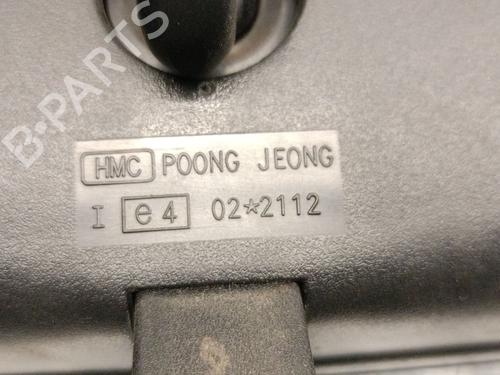 B-PARTS
HMC POONG JEONG
I e4 02*2112